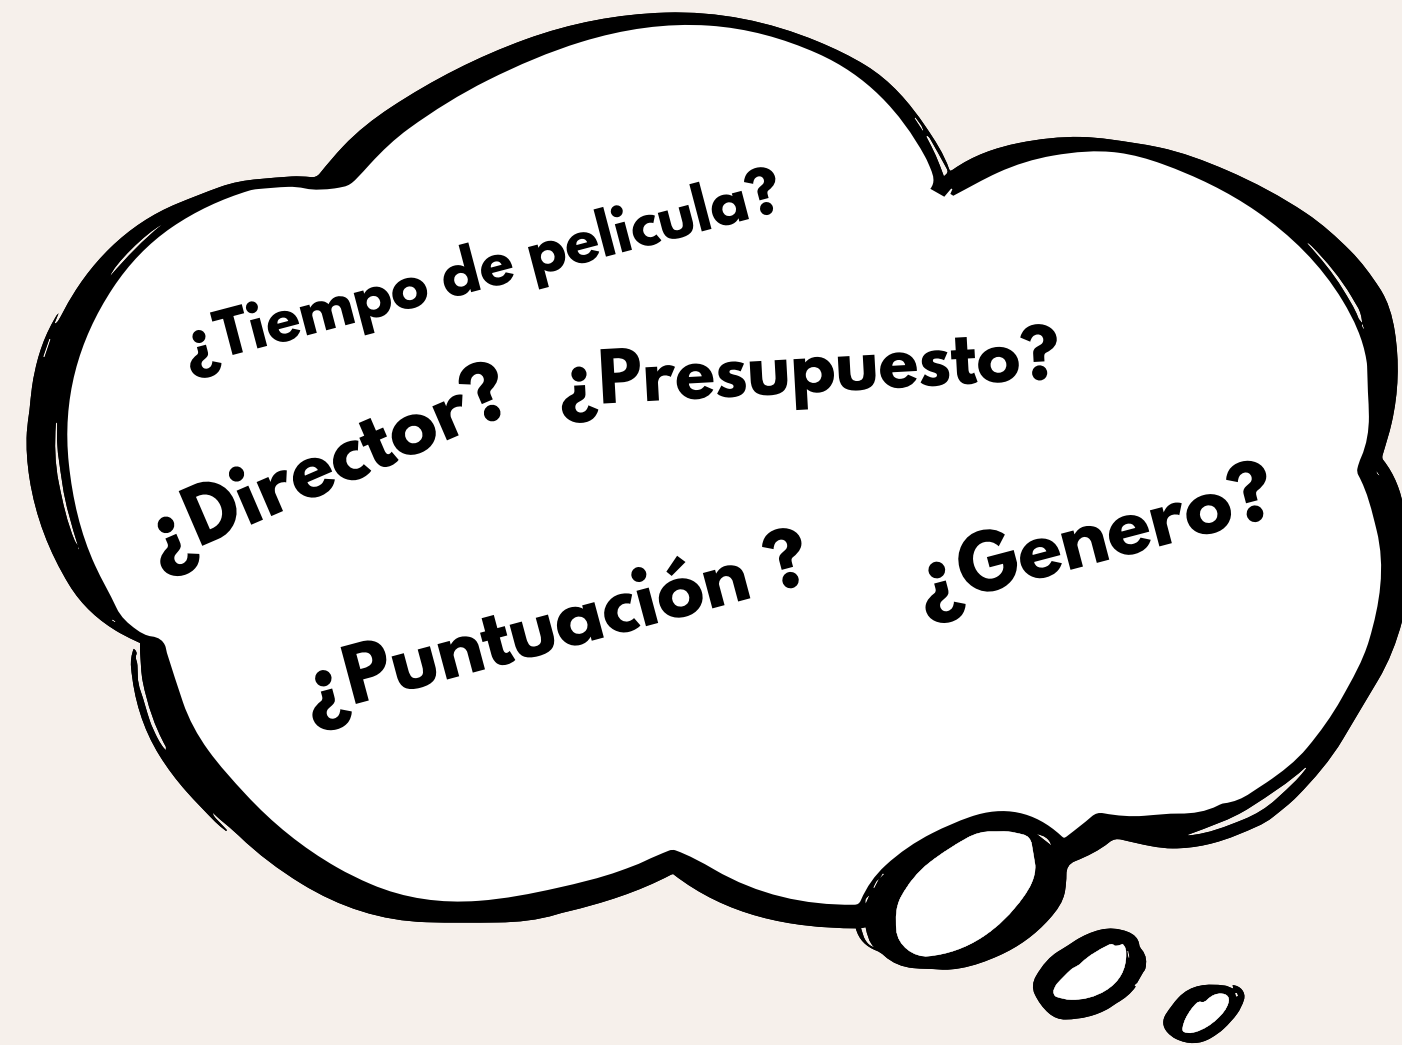 ¿Tiempo de pelicula?
¿Director?
¿Presupuesto?
¿Puntuación ?
¿Genero?